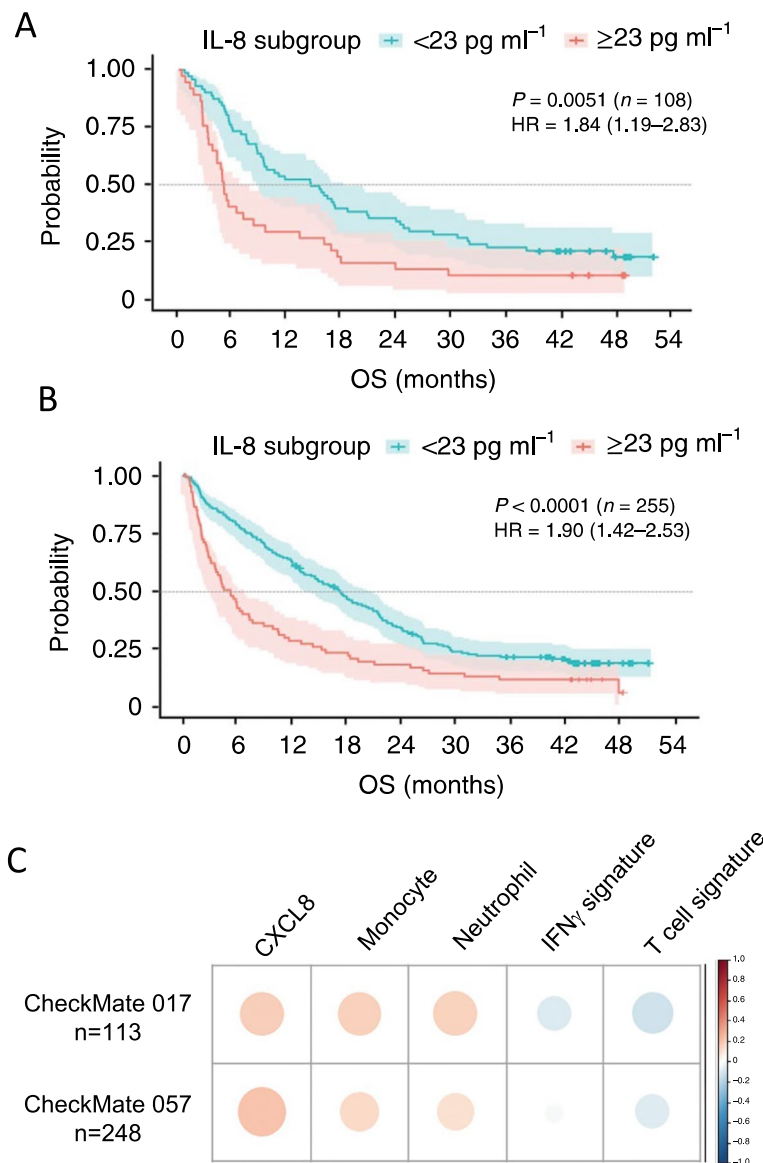 A
IL-8 subgroup <23 pg ml⁻¹ ≥23 pg ml⁻¹
P = 0.0051 (n = 108)
HR = 1.84 (1.19–2.83)
Probability
1.00
0.75
0.50
0.25
0
0 6 12 18 24 30 36 42 48 54
OS (months)
B
IL-8 subgroup <23 pg ml⁻¹ ≥23 pg ml⁻¹
P < 0.0001 (n = 255)
HR = 1.90 (1.42–2.53)
Probability
1.00
0.75
0.50
0.25
0
0 6 12 18 24 30 36 42 48 54
OS (months)
C
CXCL8
Monocyte
Neutrophil
IFNγ signature
T cell signature
CheckMate 017
n=113
CheckMate 057
n=248
1.0
0.8
0.6
0.4
0.2
0
−0.2
−0.4
−0.6
−0.8
−1.0